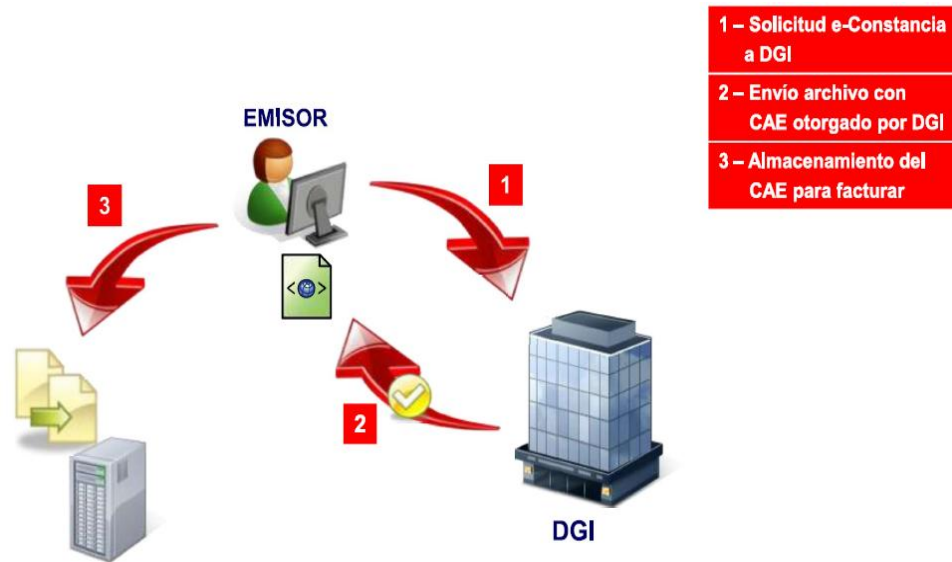 1 – Solicitud e-Constancia
a DGI
2 – Envío archivo con
CAE otorgado por DGI
3 – Almacenamiento del
CAE para facturar
EMISOR
1
3
2
DGI